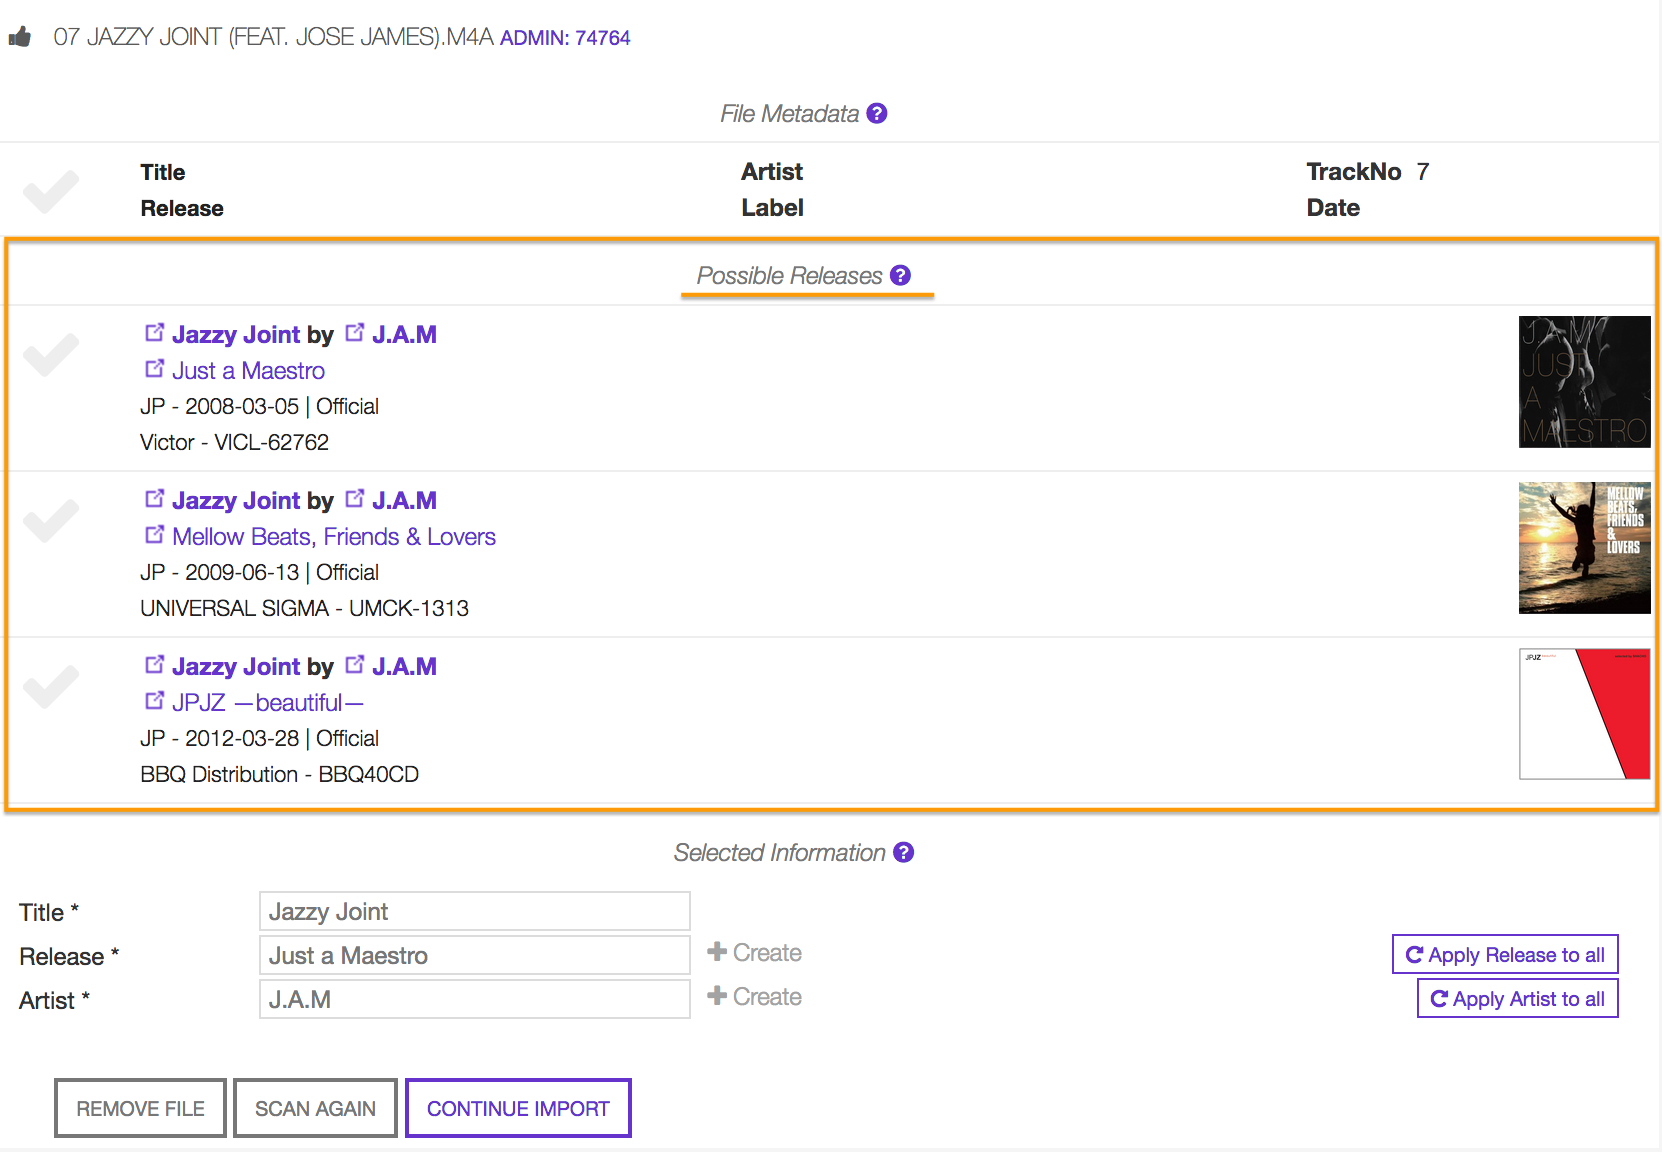 07 JAZZY JOINT (FEAT. JOSE JAMES).M4A ADMIN: 74764
File Metadata ?
Title Artist TrackNo 7
Release Label Date
Possible Releases ?
Jazzy Joint by J.A.M
Just a Maestro
JP - 2008-03-05 | Official
Victor - VICL-62762
J.A.M
JUST
A
MAESTRO
Jazzy Joint by J.A.M
Mellow Beats, Friends & Lovers
JP - 2009-06-13 | Official
UNIVERSAL SIGMA - UMCK-1313
MELLOW
BEATS,
FRIENDS
&
LOVERS
Jazzy Joint by J.A.M
JPJZ —beautiful—
JP - 2012-03-28 | Official
BBQ Distribution - BBQ40CD
JPJZ
Selected Information ?
Title * Jazzy Joint
Release * Just a Maestro Create Apply Release to all
Artist * J.A.M Create Apply Artist to all
REMOVE FILE SCAN AGAIN CONTINUE IMPORT